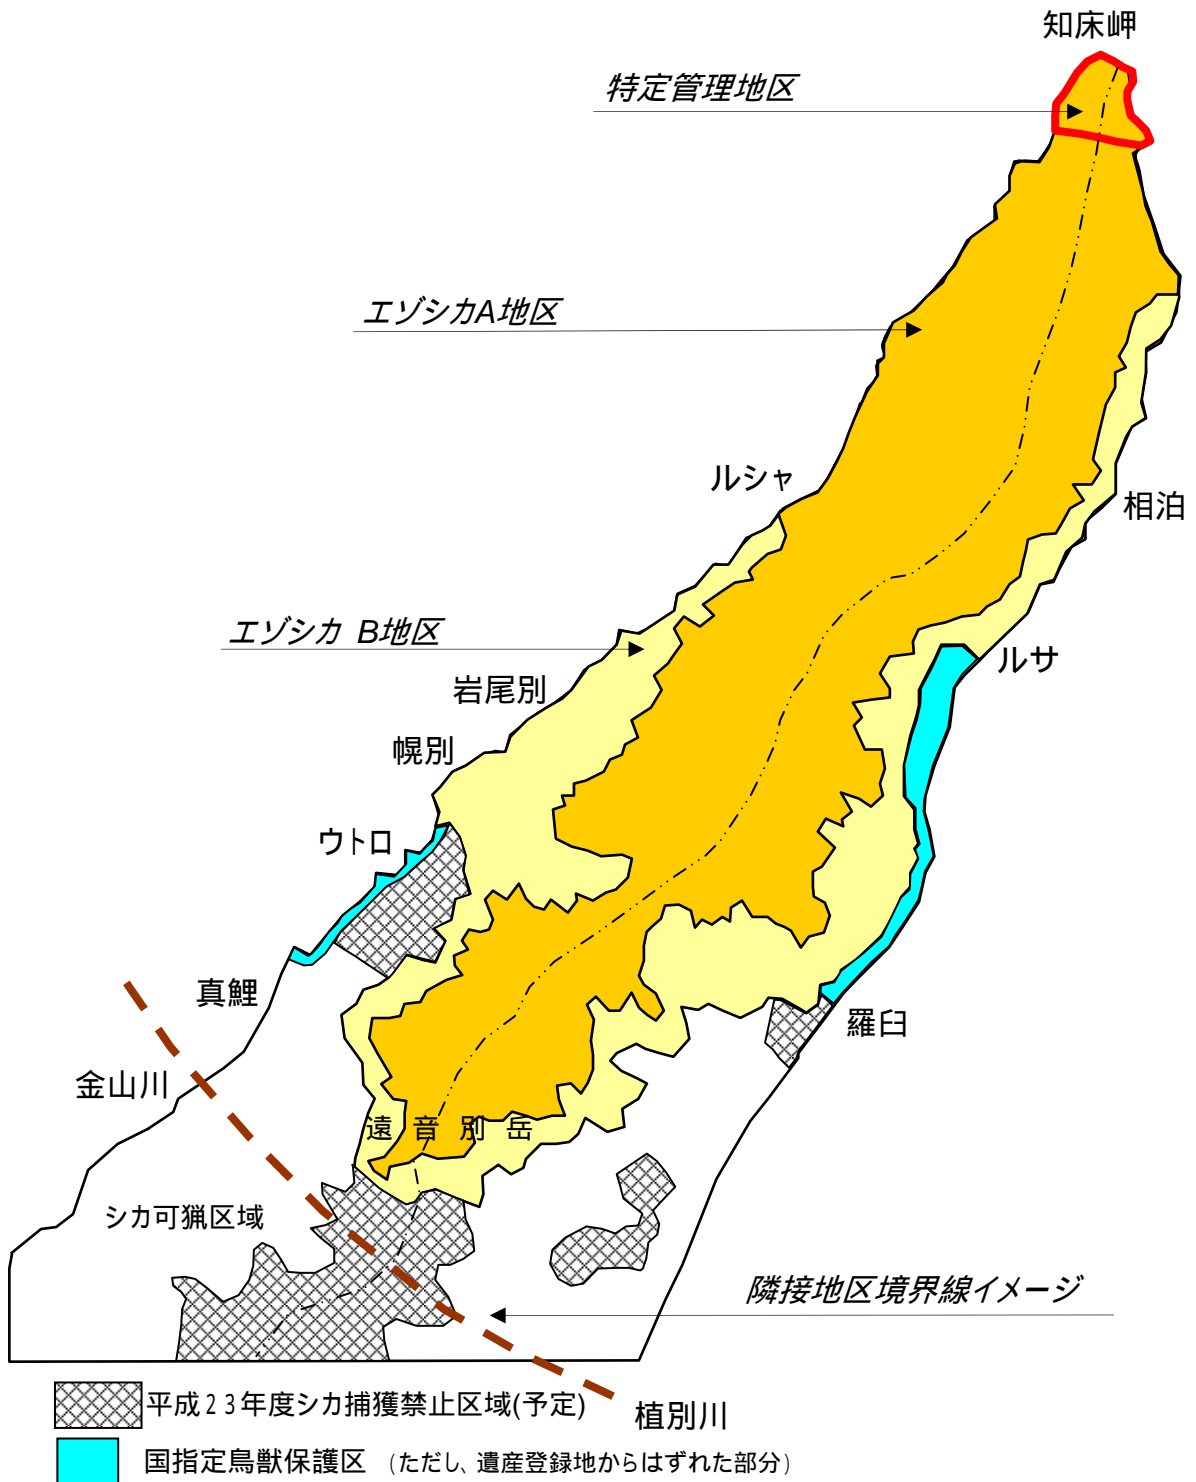 知床岬
特定管理地区
エゾシカA地区
ルシャ
相泊
エゾシカ B地区
ルサ
岩尾別
幌別
ウトロ
真鯉
羅臼
金山川
遠音別岳
シカ可猟区域
隣接地区境界線イメージ
平成23年度シカ捕獲禁止区域(予定)
植別川
国指定鳥獣保護区 (ただし、遺産登録地からはずれた部分)